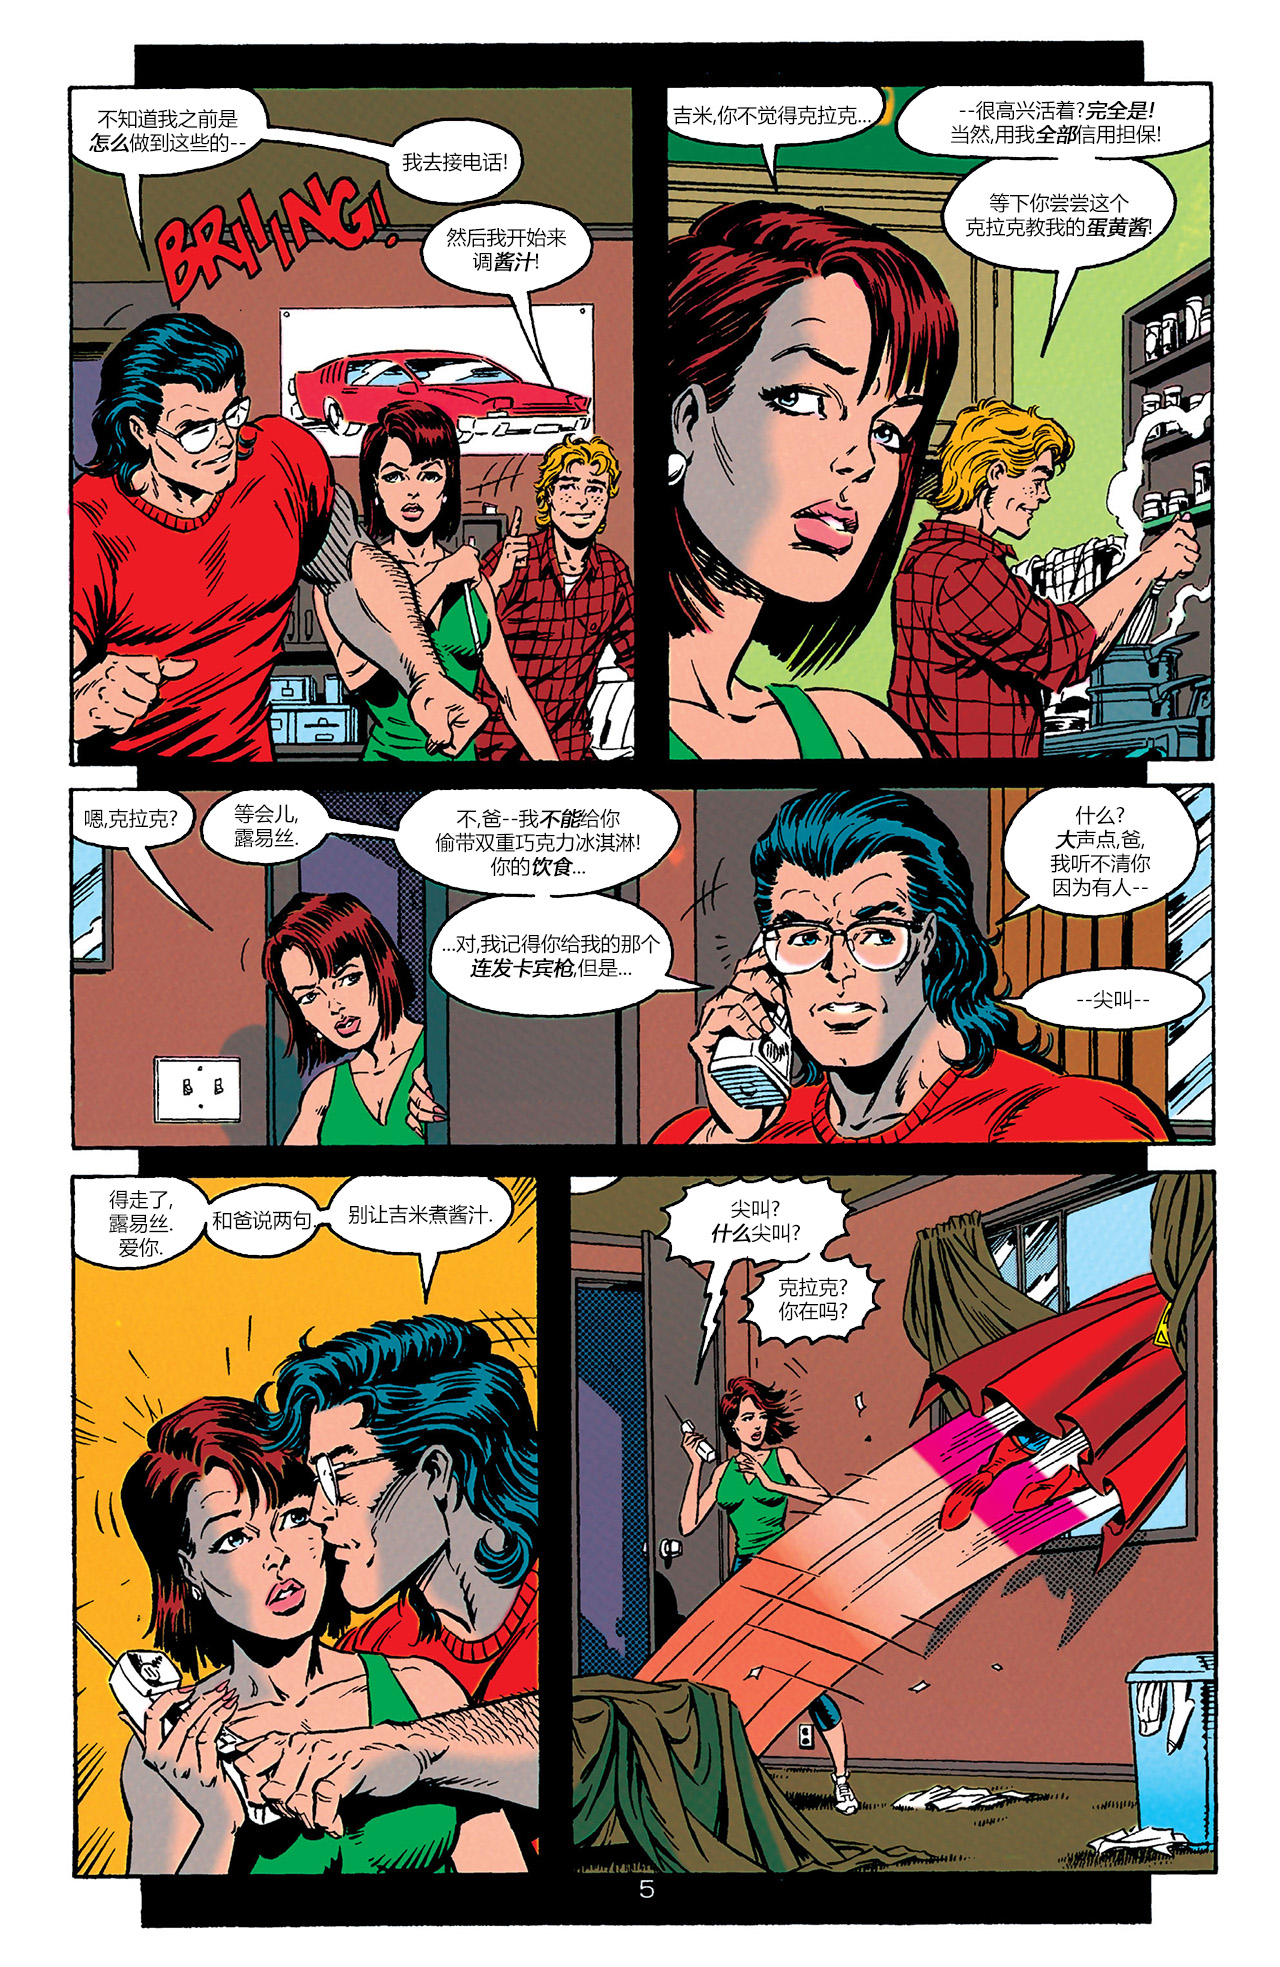 不知道我之前是
怎么做到这些的--
我去接电话!
BRIIIING!
然后我开始来
调酱汁!
吉米,你不觉得克拉克...
--很高兴活着?完全是!
当然,用我全部信用担保!
等下你尝尝这个
克拉克教我的蛋黄酱!
嗯,克拉克?
等会儿,
露易丝.
不,爸--我不能给你
偷带双重巧克力冰淇淋!
你的饮食...
...对,我记得你给我的那个
连发卡宾枪,但是...
什么?
大声点,爸,
我听不清你
因为有人--
--尖叫--
得走了,
露易丝.
爱你.
和爸说两句.
别让吉米煮酱汁.
尖叫?
什么尖叫?
克拉克?
你在吗?
5